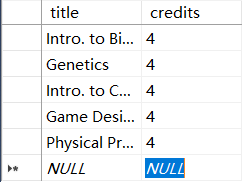 title credits
Intro. to Bi... 4
Genetics 4
Intro. to C... 4
Game Desi... 4
Physical Pr... 4
NULL NULL